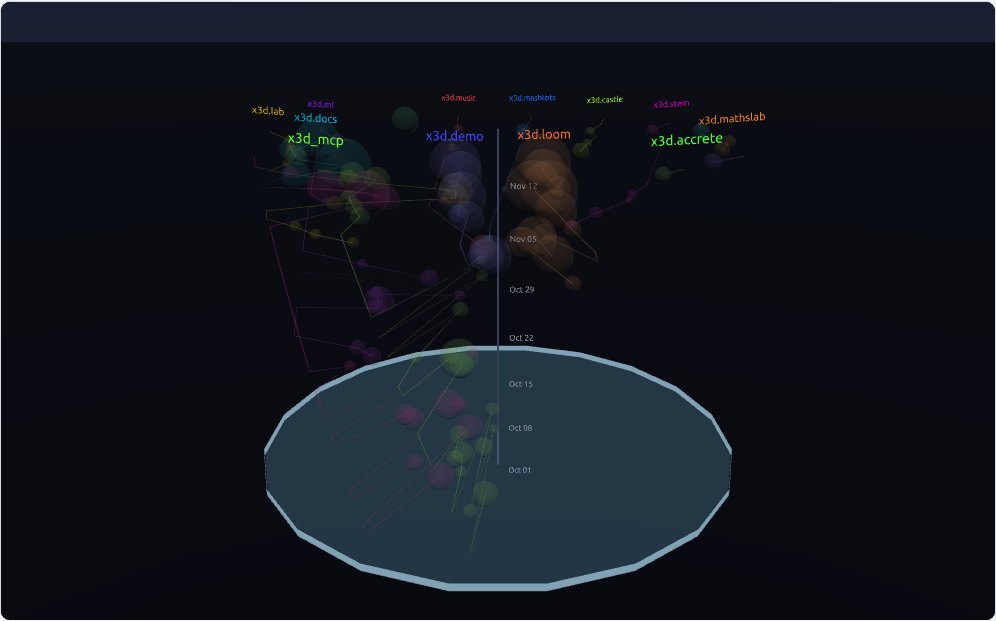 x3d.music
x3d.mashtots
x3d.castle
x3d.ml
x3d.stem
x3d.lab
x3d.docs
x3d.mathslab
x3d_mcp
x3d.demo
x3d.loom
x3d.accrete
Nov 12
Nov 05
Oct 29
Oct 22
Oct 15
Oct 08
Oct 01